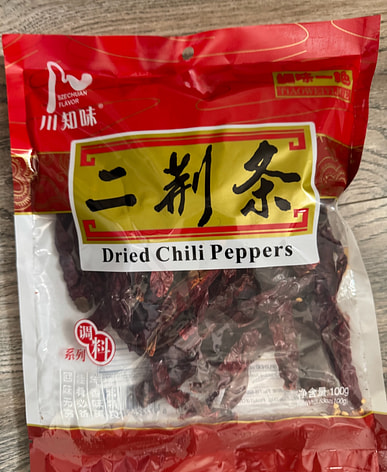 SZECHUAN
FLAVOR
川知味
二荆条
Dried Chili Peppers
调料
系列
净含量: 100g